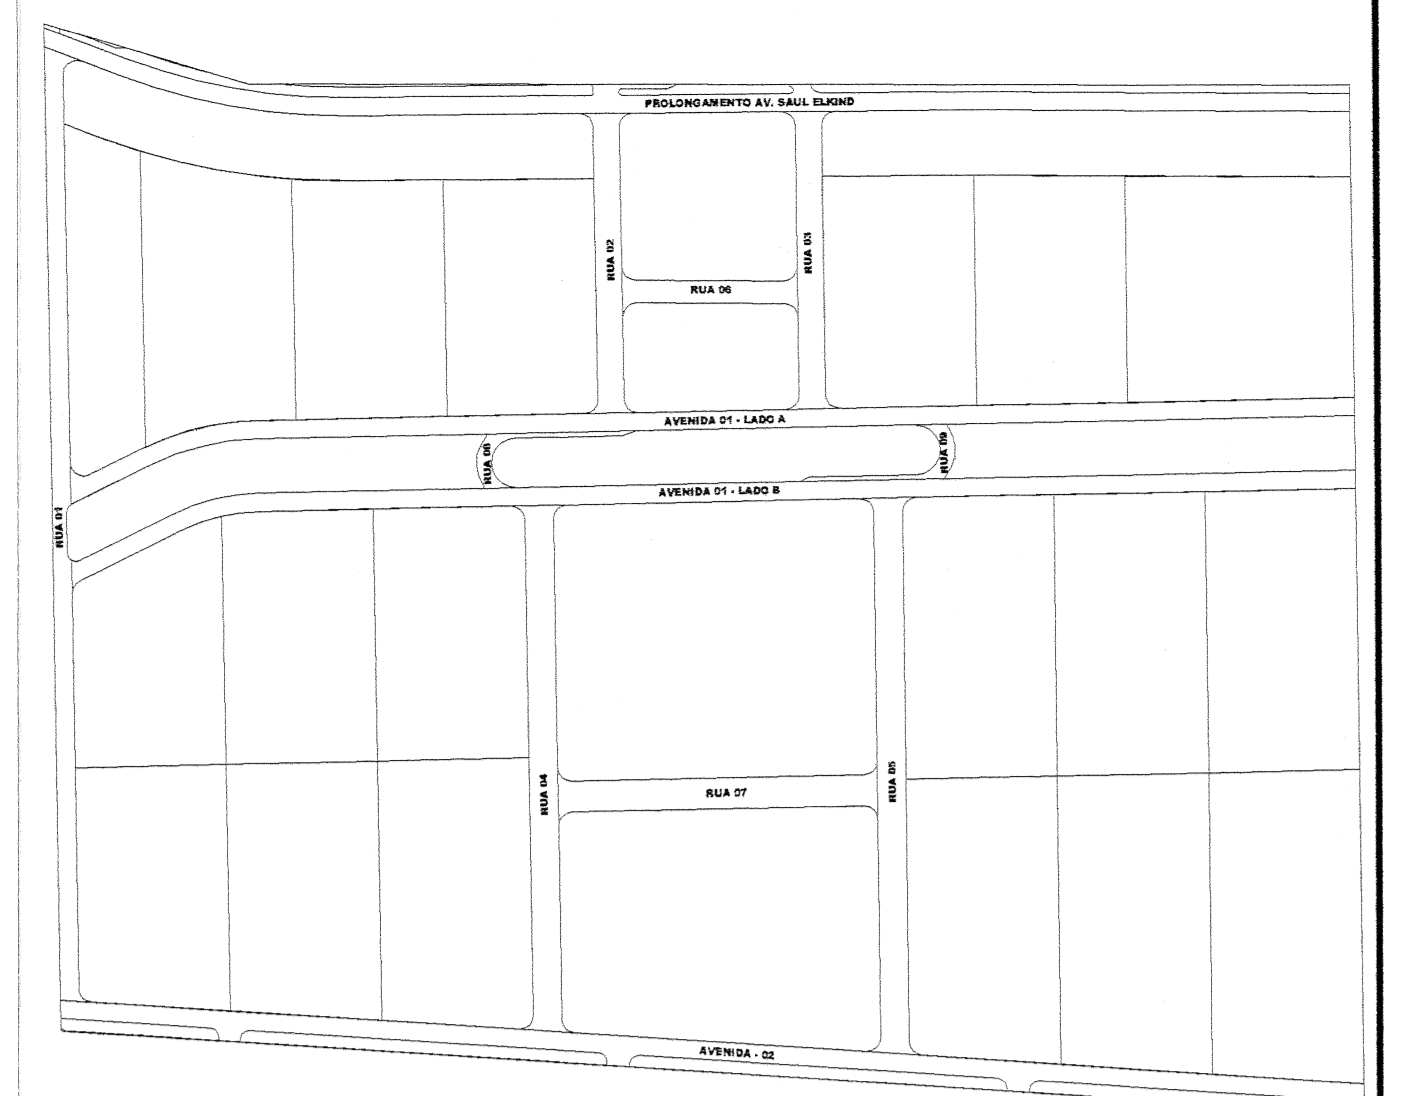 PROLONGAMENTO AV. SAUL ELKIND
RUA 02
RUA 03
RUA 06
AVENIDA 01 - LADO A
RUA 08
RUA 09
AVENIDA 01 - LADO B
RUA 01
RUA 04
RUA 07
RUA 05
AVENIDA - 02